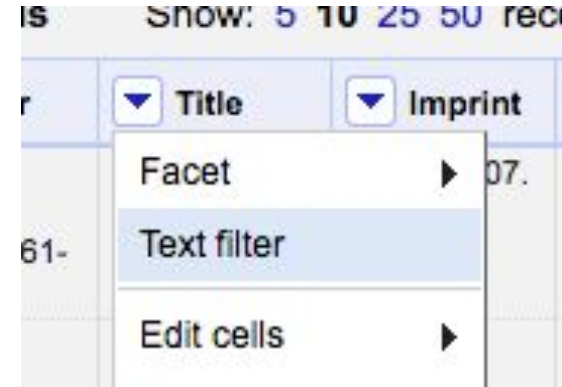 Show: 5 10 25 50
Title Imprint
Facet 07.
Text filter
61-
Edit cells